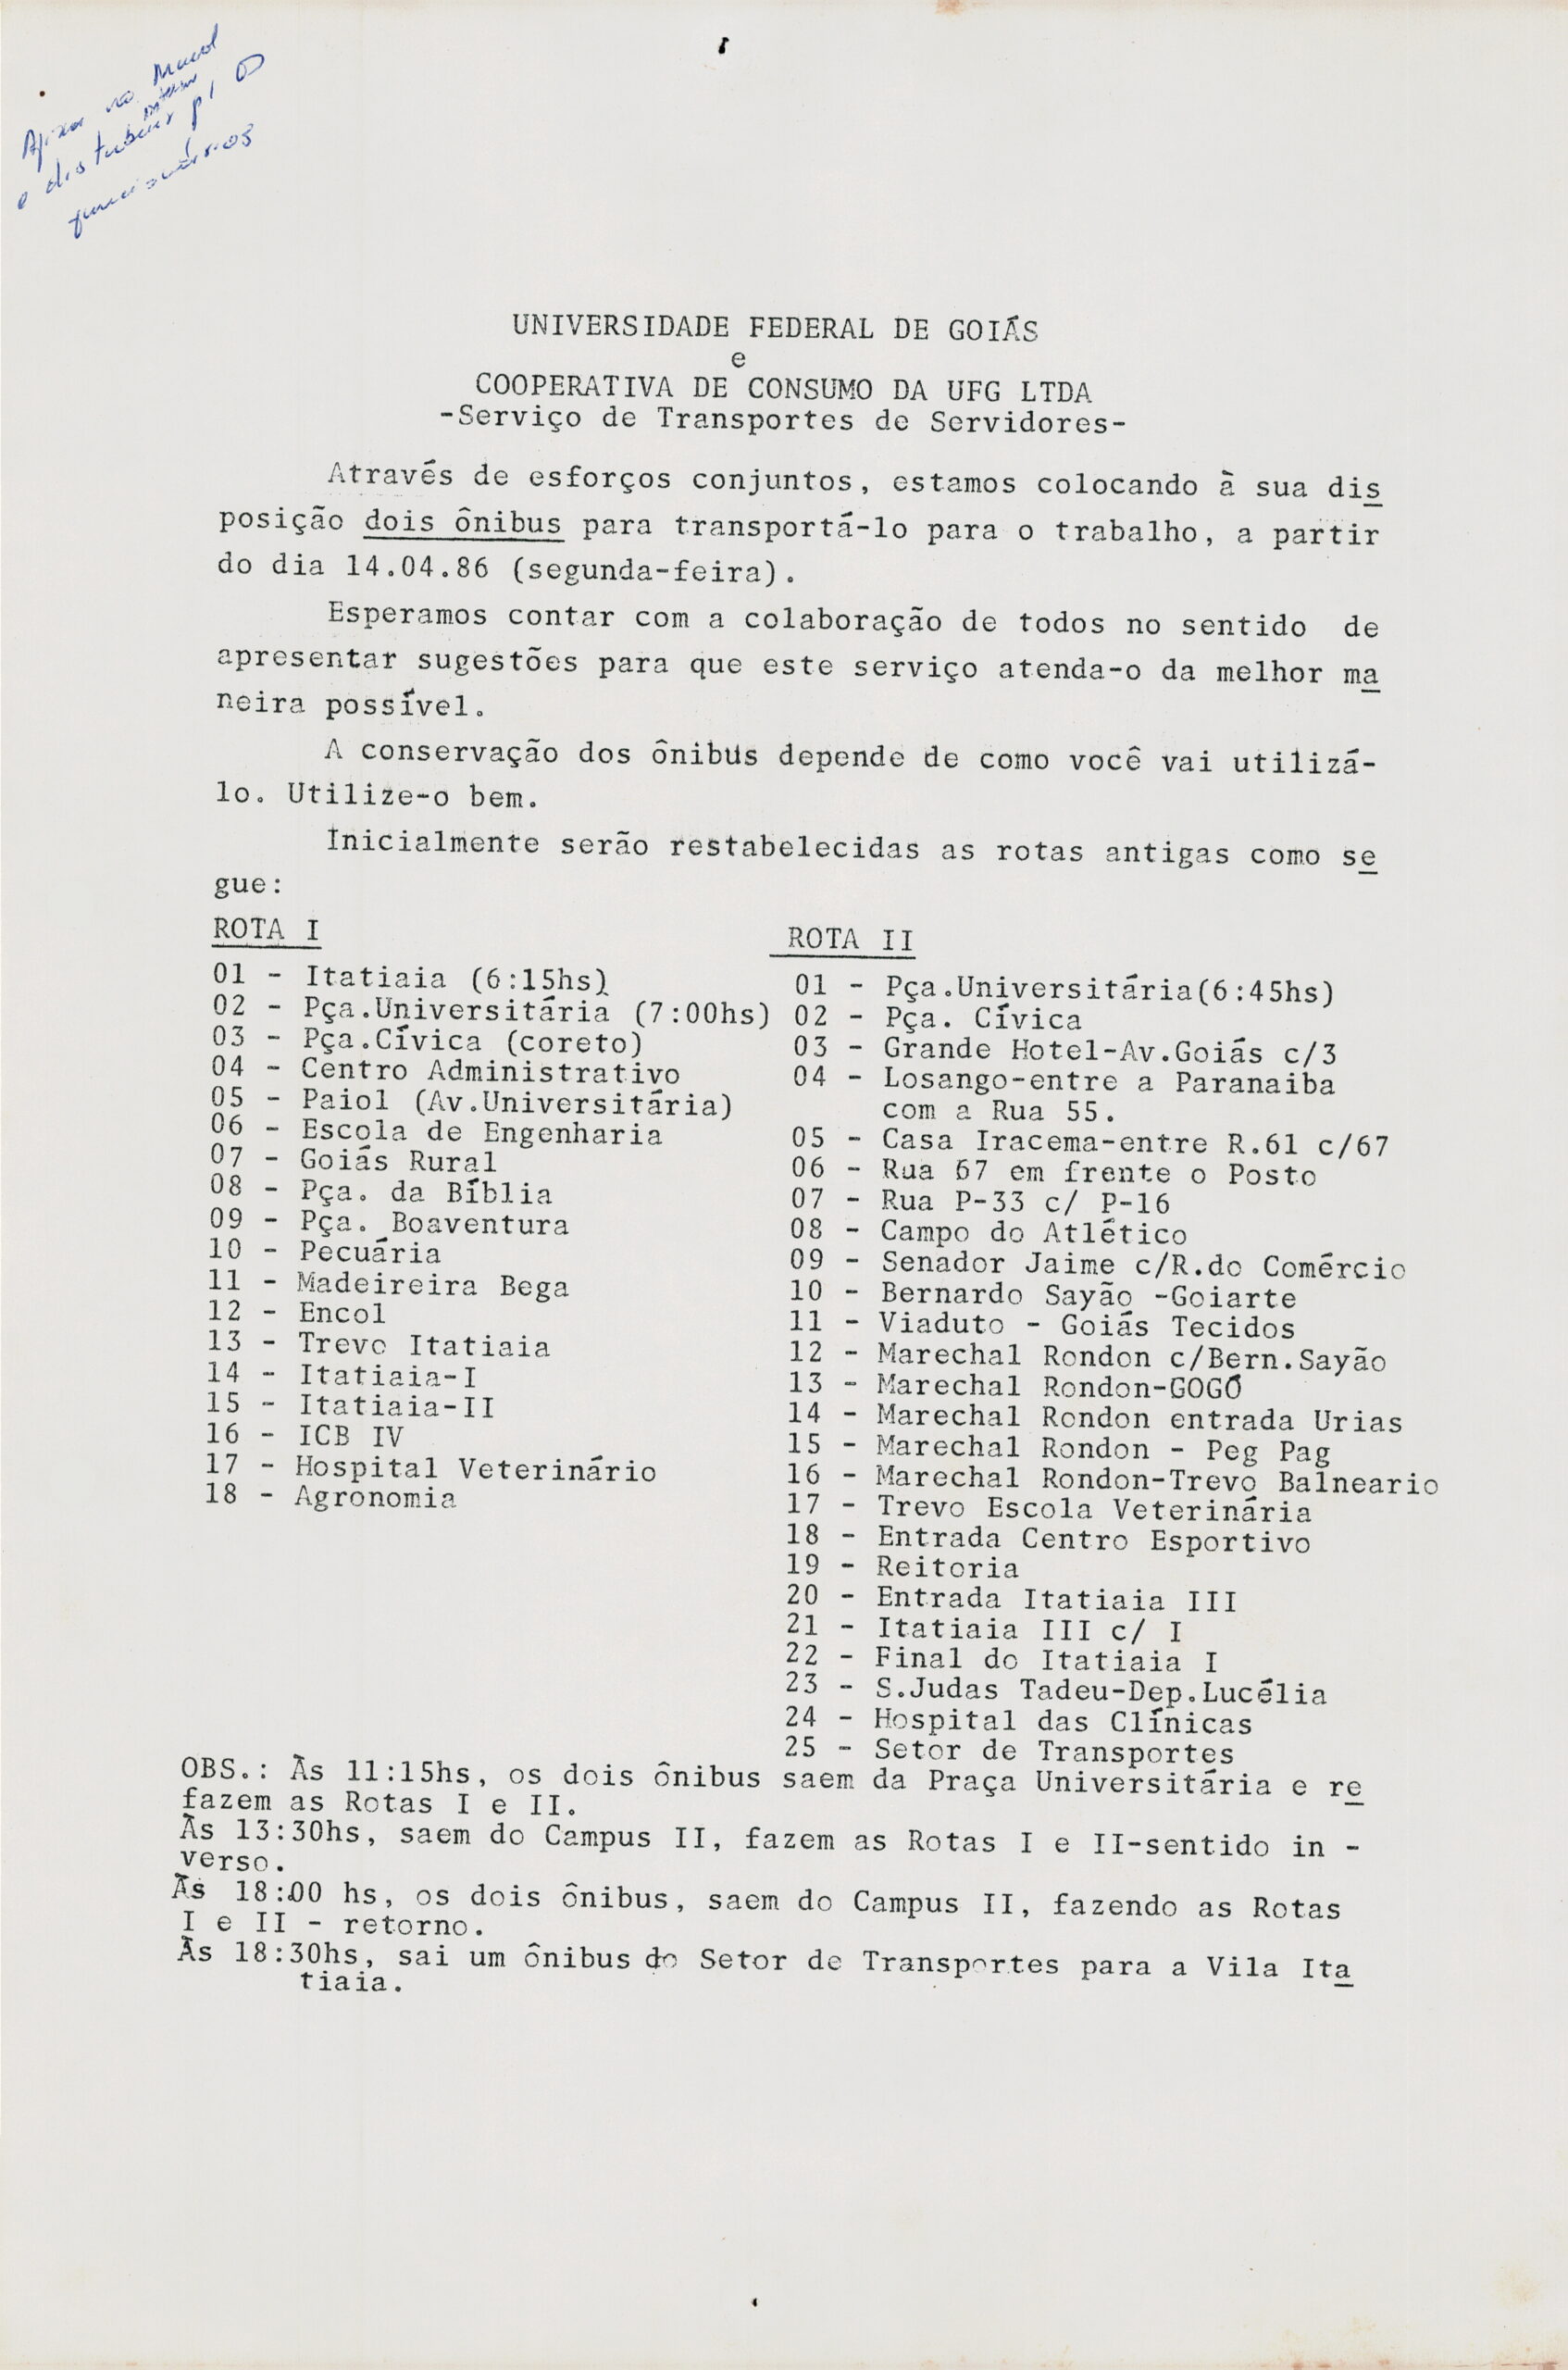 Afixar no mural
interno
e distribuir p/ os
funcionários
UNIVERSIDADE FEDERAL DE GOIÁS
e
COOPERATIVA DE CONSUMO DA UFG LTDA
-Serviço de Transportes de Servidores-
Através de esforços conjuntos, estamos colocando à sua dis
posição dois ônibus para transportá-lo para o trabalho, a partir
do dia 14.04.86 (segunda-feira).
Esperamos contar com a colaboração de todos no sentido de
apresentar sugestões para que este serviço atenda-o da melhor ma
neira possível.
A conservação dos ônibus depende de como você vai utilizá-
lo. Utilize-o bem.
Inicialmente serão restabelecidas as rotas antigas como se
gue:
ROTA I
01 - Itatiaia (6:15hs)
02 - Pça.Universitária (7:00hs)
03 - Pça.Cívica (coreto)
04 - Centro Administrativo
05 - Paiol (Av.Universitária)
06 - Escola de Engenharia
07 - Goiás Rural
08 - Pça. da Bíblia
09 - Pça. Boaventura
10 - Pecuária
11 - Madeireira Bega
12 - Encol
13 - Trevo Itatiaia
14 - Itatiaia-I
15 - Itatiaia-II
16 - ICB IV
17 - Hospital Veterinário
18 - Agronomia
ROTA II
01 - Pça.Universitária(6:45hs)
02 - Pça. Cívica
03 - Grande Hotel-Av.Goiás c/3
04 - Losango-entre a Paranaiba
com a Rua 55.
05 - Casa Iracema-entre R.61 c/67
06 - Rua 67 em frente o Posto
07 - Rua P-33 c/ P-16
08 - Campo do Atlético
09 - Senador Jaime c/R.do Comércio
10 - Bernardo Sayão -Goiarte
11 - Viaduto - Goiás Tecidos
12 - Marechal Rondon c/Bern.Sayão
13 - Marechal Rondon-GOGÓ
14 - Marechal Rondon entrada Urias
15 - Marechal Rondon - Peg Pag
16 - Marechal Rondon-Trevo Balneario
17 - Trevo Escola Veterinária
18 - Entrada Centro Esportivo
19 - Reitoria
20 - Entrada Itatiaia III
21 - Itatiaia III c/ I
22 - Final do Itatiaia I
23 - S.Judas Tadeu-Dep.Lucélia
24 - Hospital das Clínicas
25 - Setor de Transportes
OBS.: Às 11:15hs, os dois ônibus saem da Praça Universitária e re
fazem as Rotas I e II.
Às 13:30hs, saem do Campus II, fazem as Rotas I e II-sentido in -
verso.
Às 18:00 hs, os dois ônibus, saem do Campus II, fazendo as Rotas
I e II - retorno.
Às 18:30hs, sai um ônibus do Setor de Transportes para a Vila Ita
tiaia.